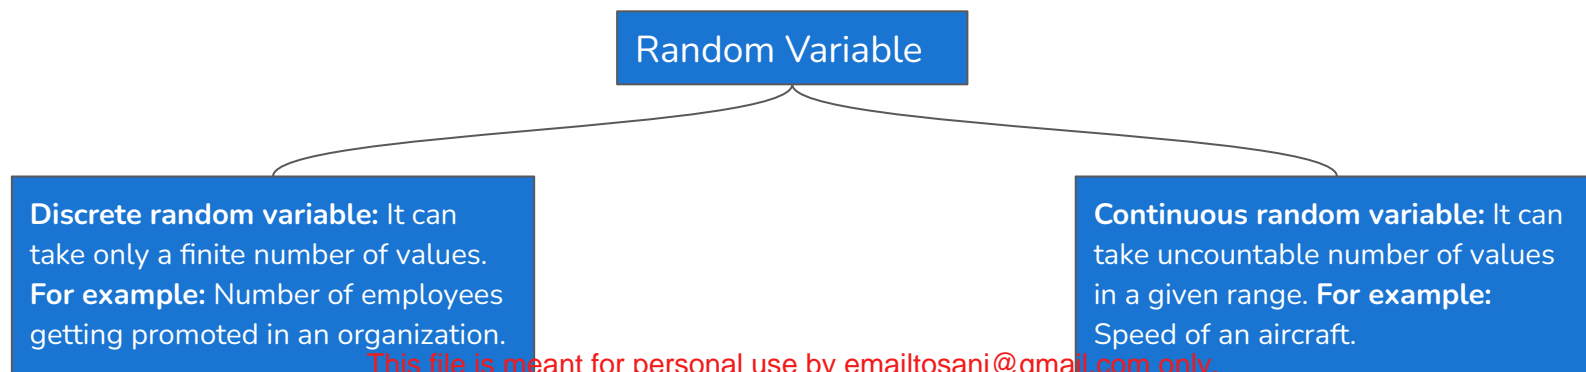 Random Variable
Discrete random variable: It can
take only a finite number of values.
For example: Number of employees
getting promoted in an organization.
Continuous random variable: It can
take uncountable number of values
in a given range. For example:
Speed of an aircraft.
This file is meant for personal use by emailtosani@gmail.com only.